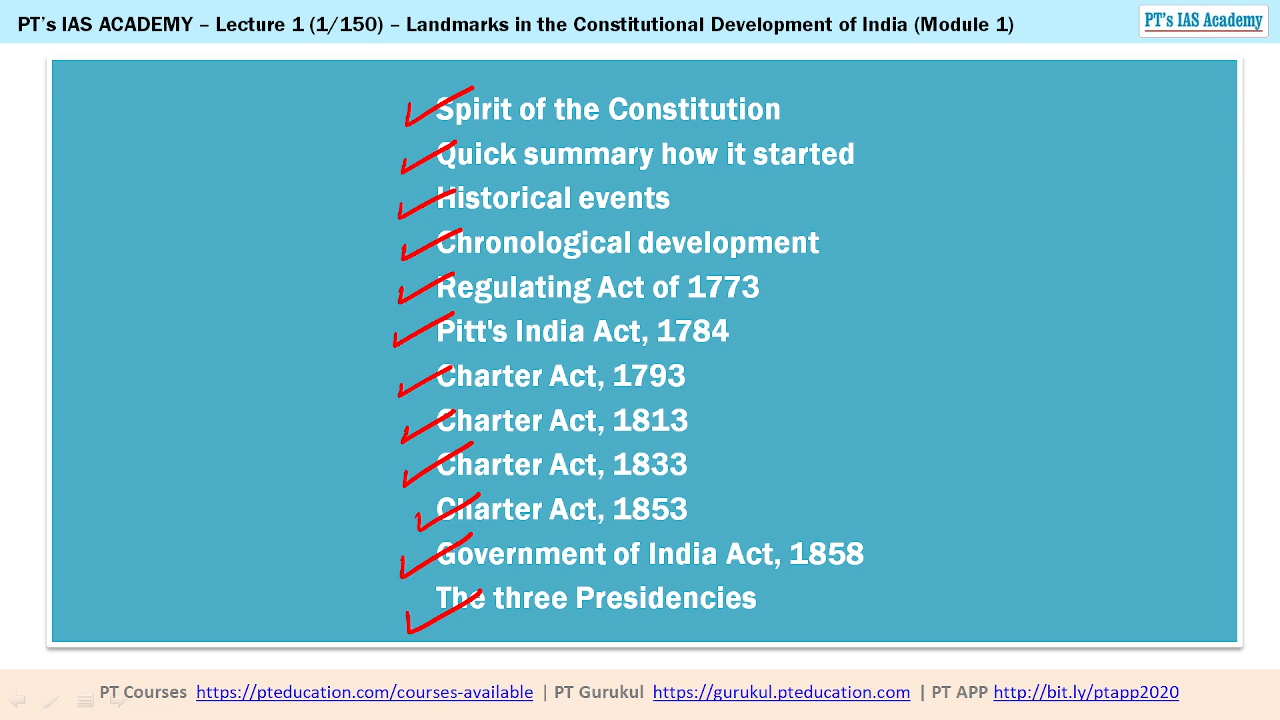 PT's IAS ACADEMY – Lecture 1 (1/150) – Landmarks in the Constitutional Development of India (Module 1)
PT's IAS Academy
Spirit of the Constitution
Quick summary how it started
Historical events
Chronological development
Regulating Act of 1773
Pitt's India Act, 1784
Charter Act, 1793
Charter Act, 1813
Charter Act, 1833
Charter Act, 1853
Government of India Act, 1858
The three Presidencies
PT Courses https://pteducation.com/courses-available | PT Gurukul https://gurukul.pteducation.com | PT APP http://bit.ly/ptapp2020